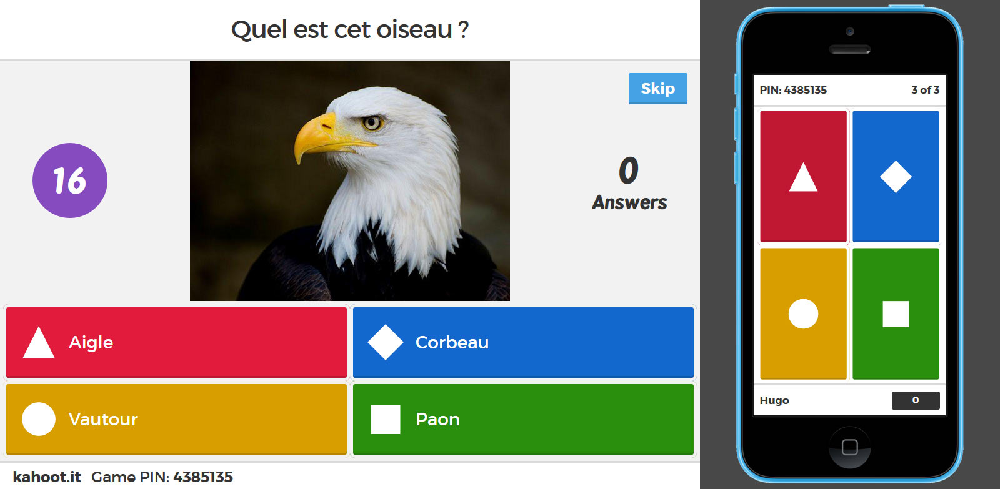 Quel est cet oiseau ?
Skip
16
0
Answers
Aigle
Corbeau
Vautour
Paon
kahoot.it Game PIN: 4385135
PIN: 4385135 3 of 3
Hugo 0